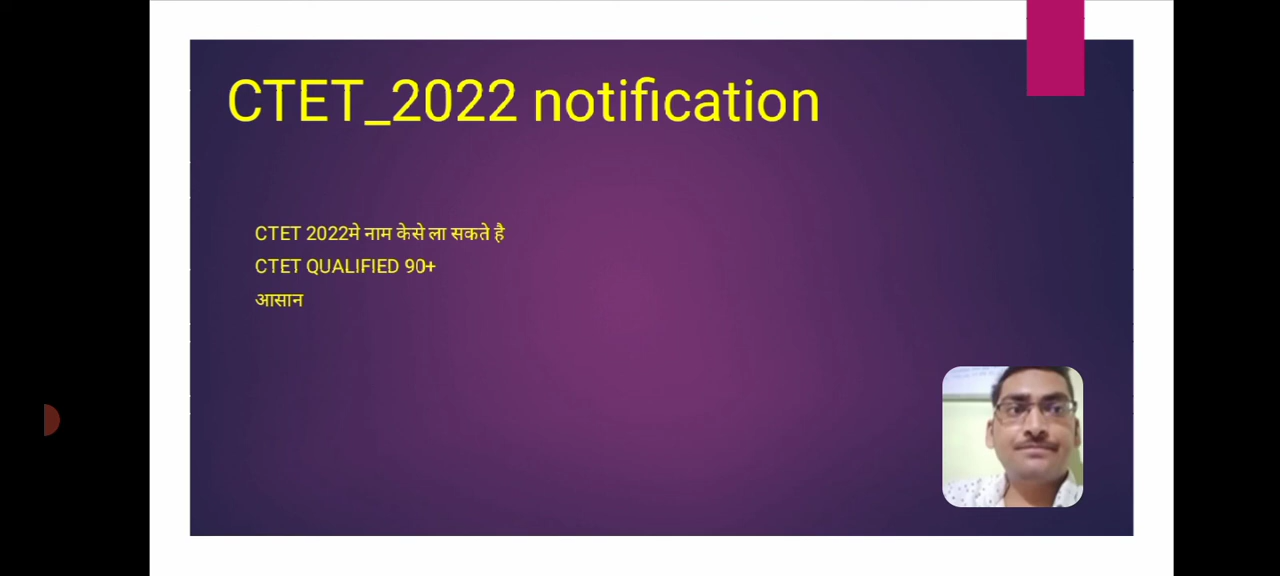 CTET_2022 notification
CTET 2022मे नाम केसे ला सकते है
CTET QUALIFIED 90+
आसान